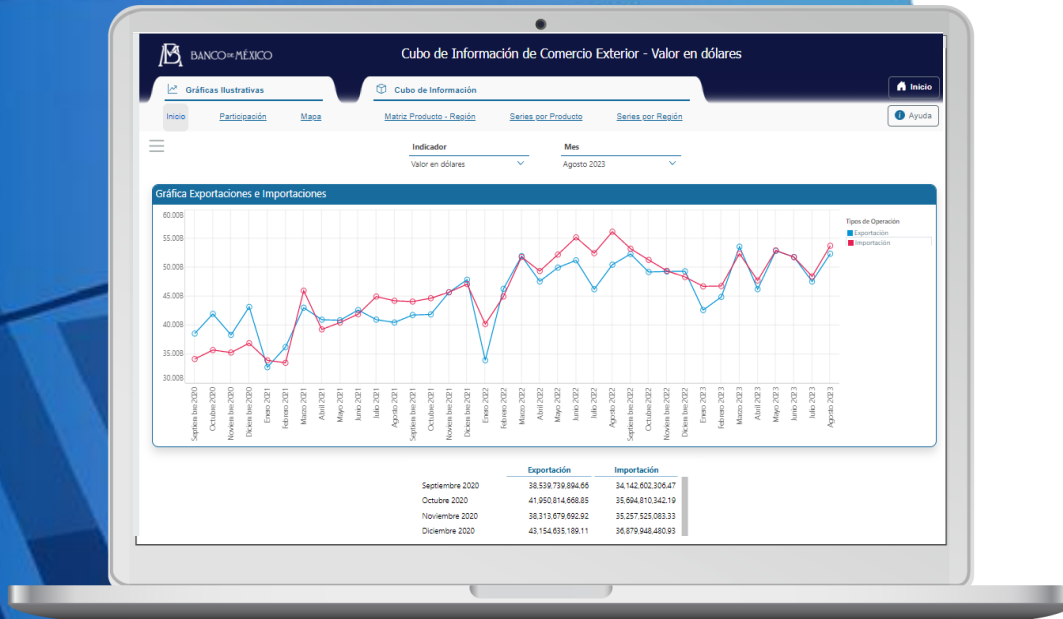 BM BANCO DE MÉXICO
Cubo de Información de Comercio Exterior - Valor en dólares
Gráficas Ilustrativas
Cubo de Información
Inicio
Inicio
Participación
Mapa
Matriz Producto - Región
Series por Producto
Series por Región
Ayuda
Indicador
Mes
Valor en dólares
Agosto 2023
Gráfica Exportaciones e Importaciones
60.00B
55.00B
50.00B
45.00B
40.00B
35.00B
30.00B
Tipos de Operación
Exportación
Importación
Septiembre 2020
Octubre 2020
Noviembre 2020
Diciembre 2020
Enero 2021
Febrero 2021
Marzo 2021
Abril 2021
Mayo 2021
Junio 2021
Julio 2021
Agosto 2021
Septiembre 2021
Octubre 2021
Noviembre 2021
Diciembre 2021
Enero 2022
Febrero 2022
Marzo 2022
Abril 2022
Mayo 2022
Junio 2022
Julio 2022
Agosto 2022
Septiembre 2022
Octubre 2022
Noviembre 2022
Diciembre 2022
Enero 2023
Febrero 2023
Marzo 2023
Abril 2023
Mayo 2023
Junio 2023
Julio 2023
Agosto 2023
Exportación Importación
Septiembre 2020 38,539,739,894.66 34,142,602,306.47
Octubre 2020 41,950,814,668.85 35,694,810,342.19
Noviembre 2020 38,313,679,692.92 35,257,525,083.33
Diciembre 2020 43,154,635,189.11 36,879,948,480.93